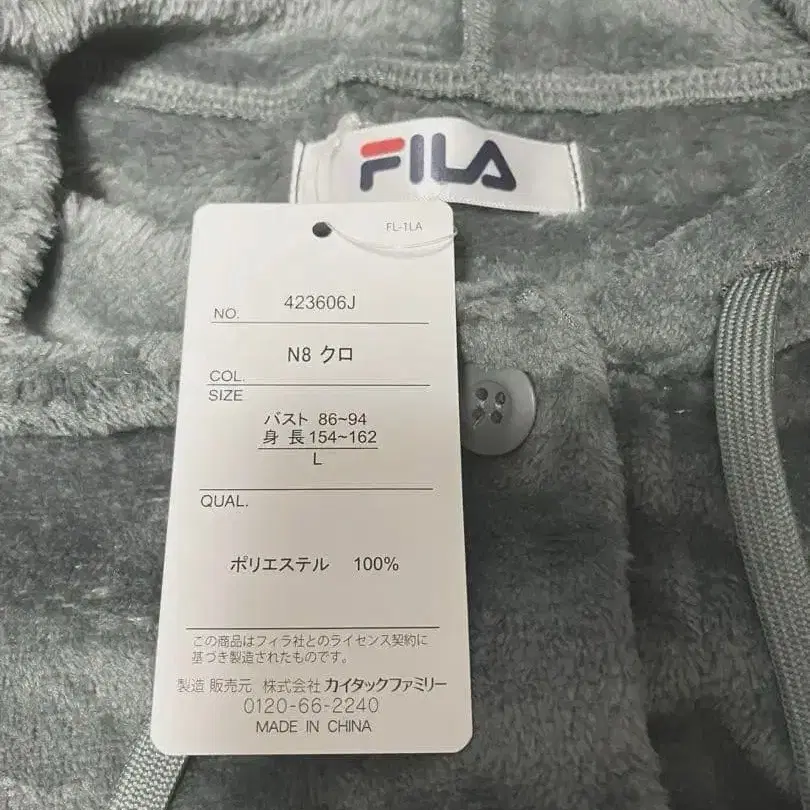 FILA
FL-1LA
NO. 423606J
N8 クロ
COL.
SIZE
バスト 86~94
身 長 154~162
L
QUAL.
ポリエステル 100%
この商品はフィラ社とのライセンス契約に
基づき製造されたものです。
製造 販売元 株式会社 カイタックファミリー
0120-66-2240
MADE IN CHINA